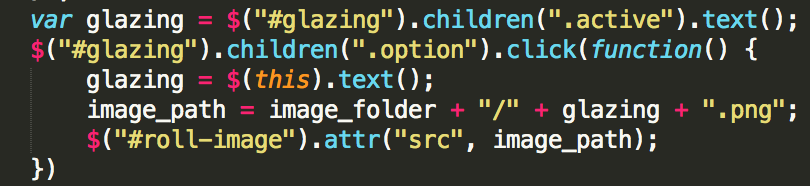 var glazing = $("#glazing").children(".active").text();
$("#glazing").children(".option").click(function() {
    glazing = $(this).text();
    image_path = image_folder + "/" + glazing + ".png";
    $("#roll-image").attr("src", image_path);
})